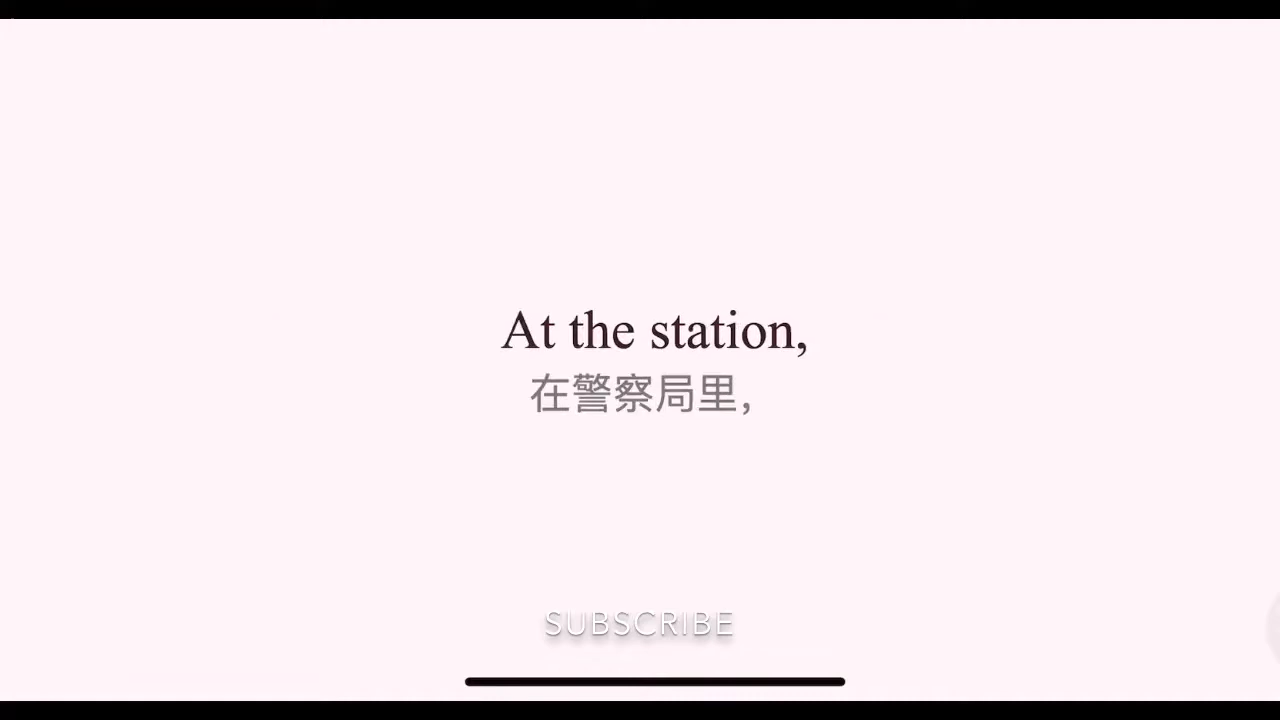 At the station,
在警察局里，
SUBSCRIBE